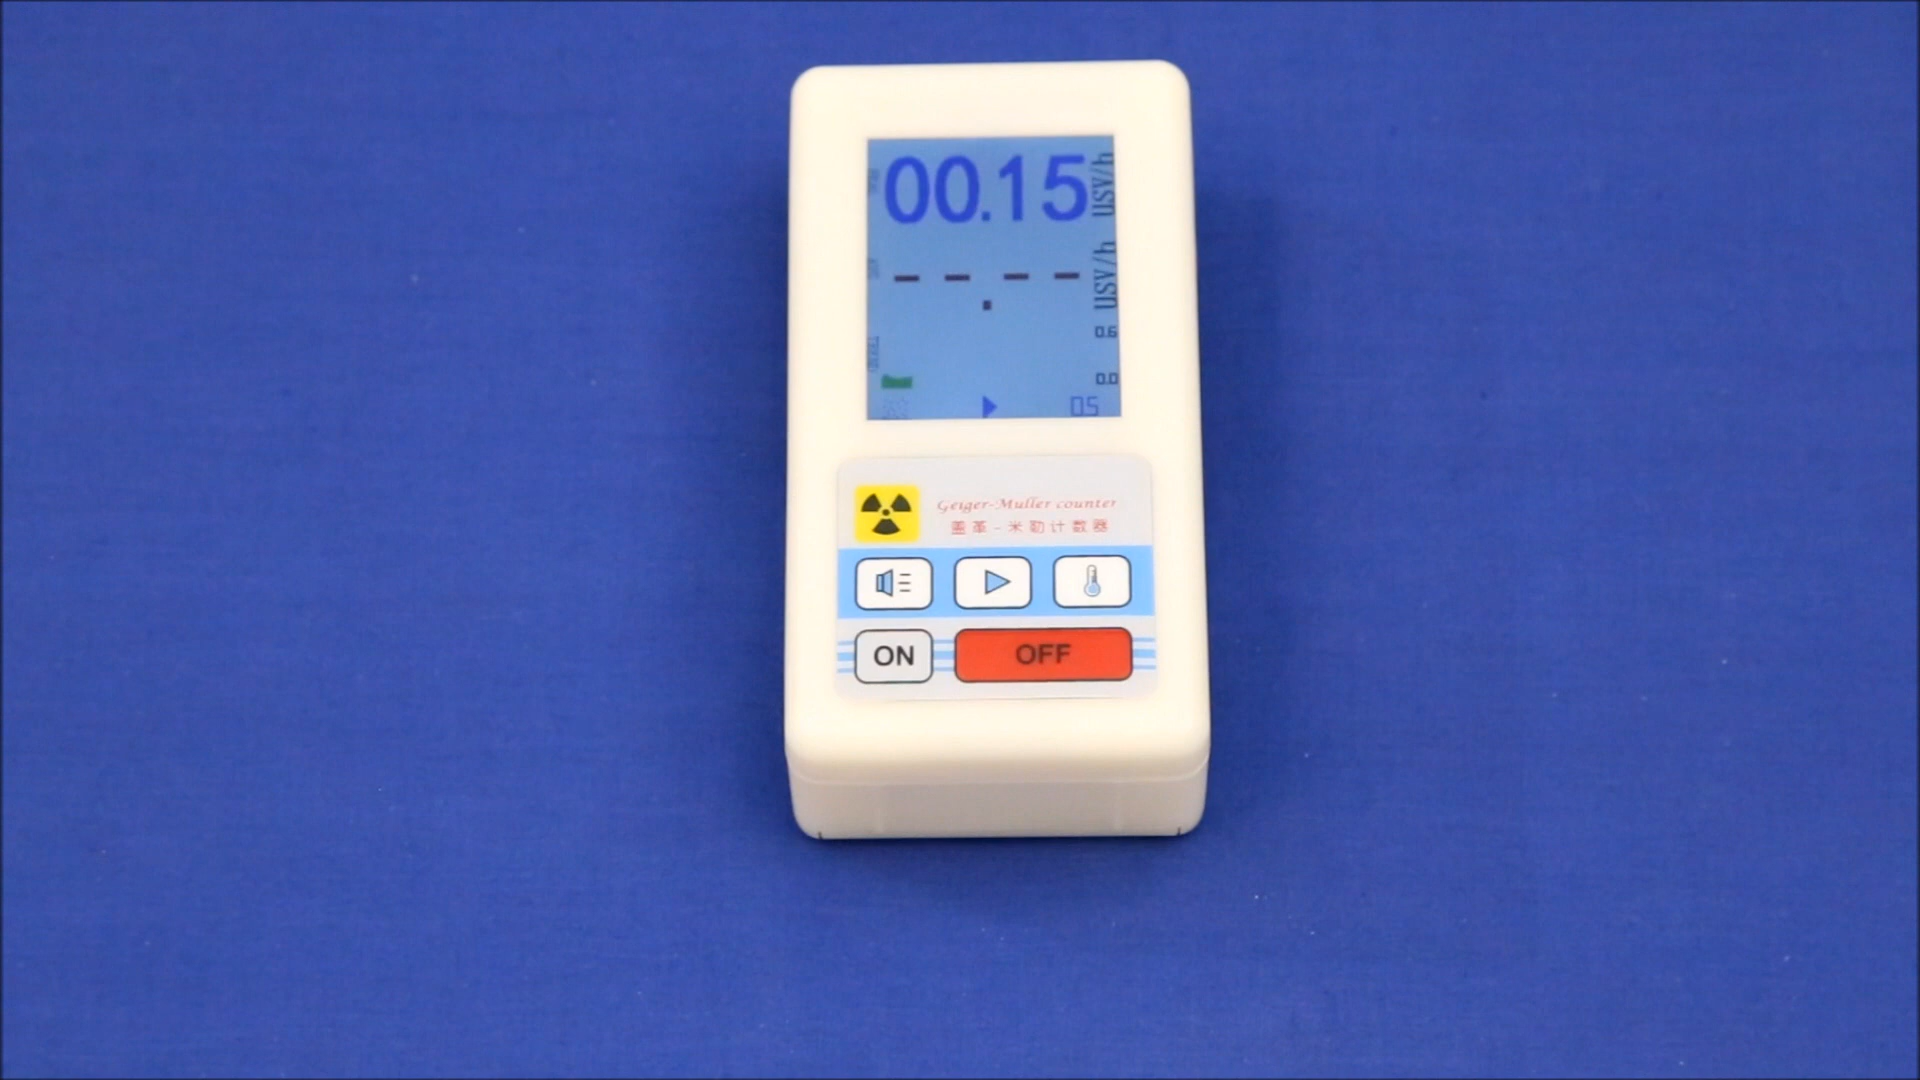 00.15 uSv/h
--.-- uSv/h
0.6
0.0
05
Geiger-Muller counter
盖革-米勒计数器
ON OFF